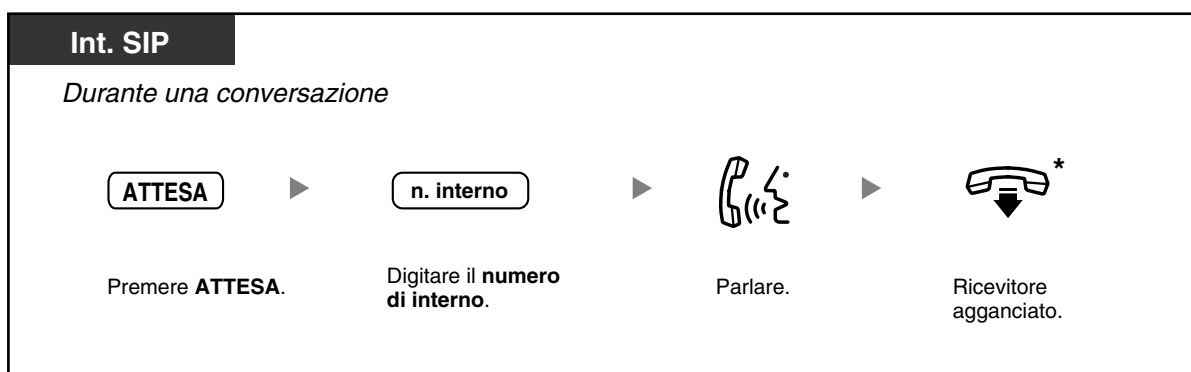 Int. SIP
Durante una conversazione
ATTESA
n. interno
*
Premere ATTESA.
Digitare il numero
di interno.
Parlare.
Ricevitore
agganciato.